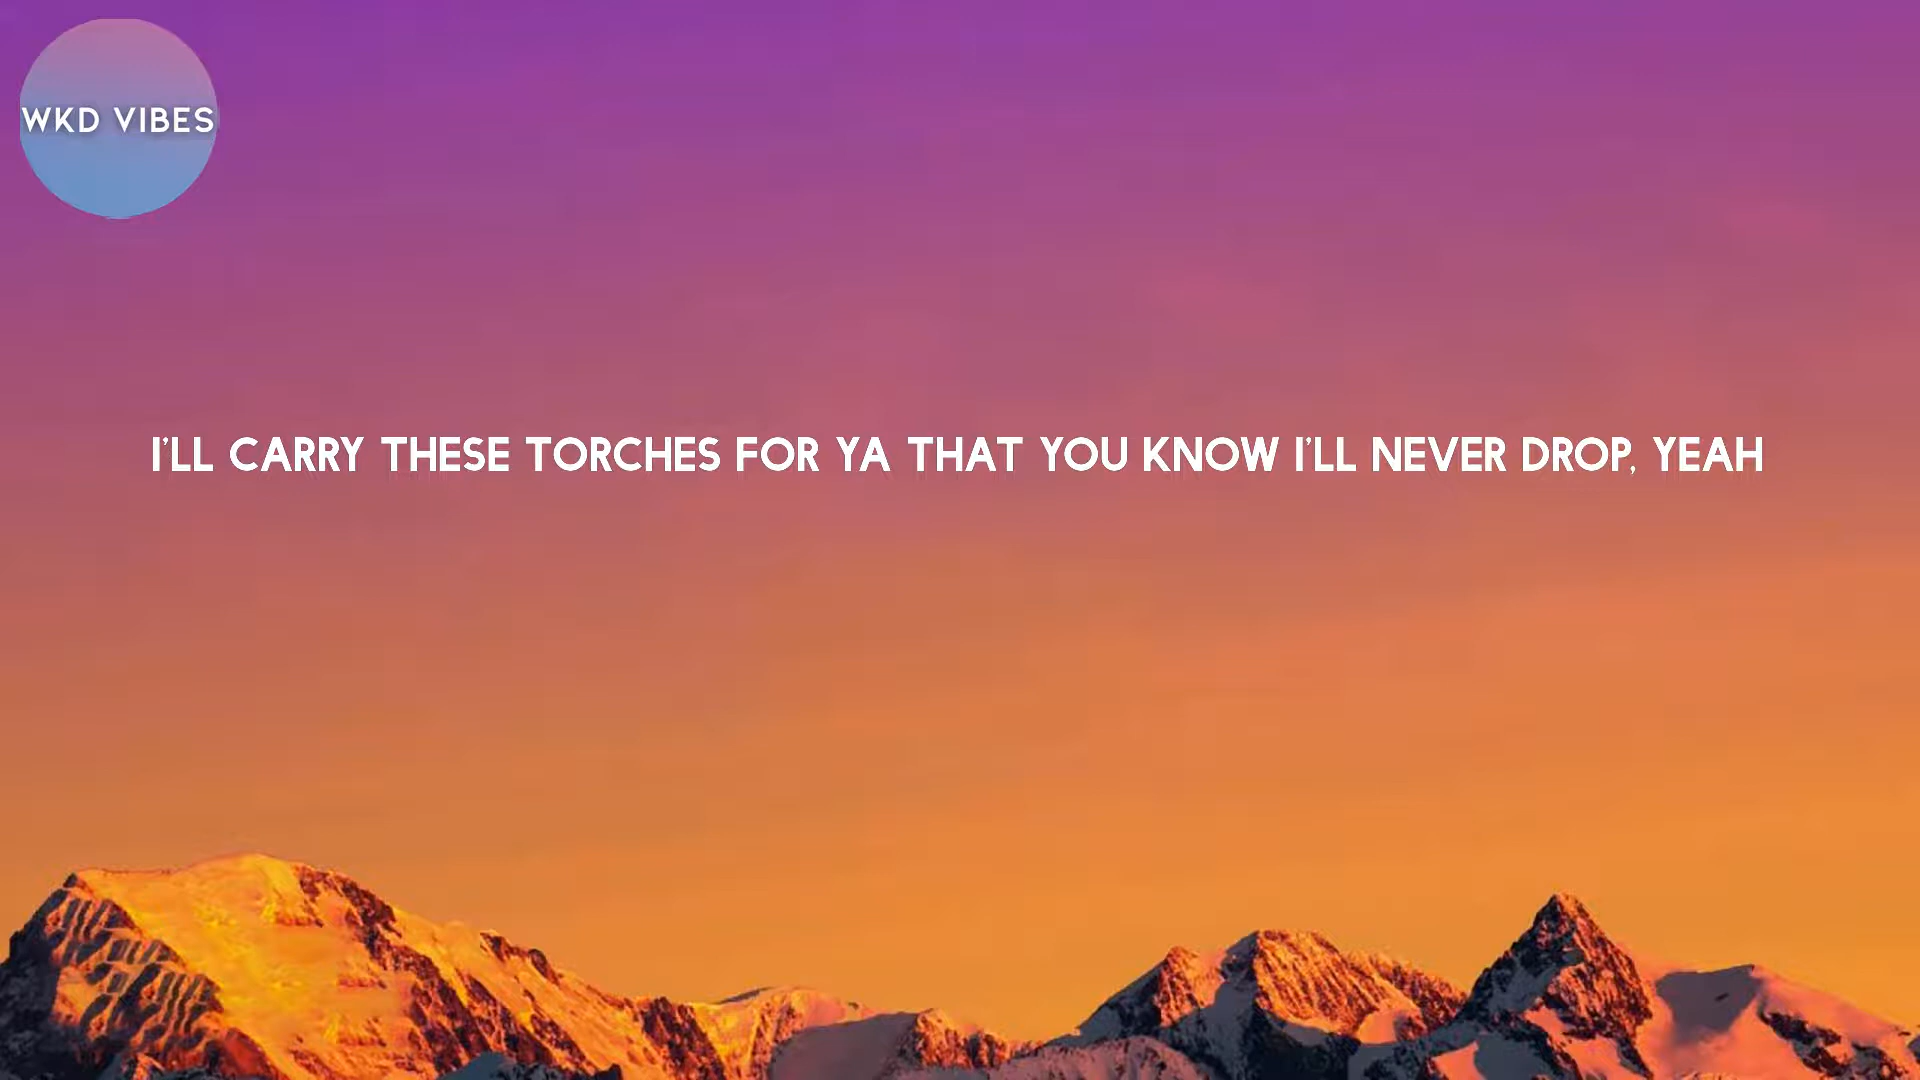 WKD VIBES
I'LL CARRY THESE TORCHES FOR YA THAT YOU KNOW I'LL NEVER DROP, YEAH